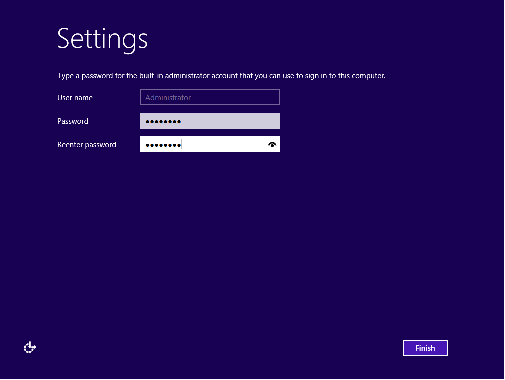 Settings
Type a password for the built-in administrator account that you can use to sign in to this computer.
User name
Administrator
Password
••••••••
Reenter password
••••••••
Finish